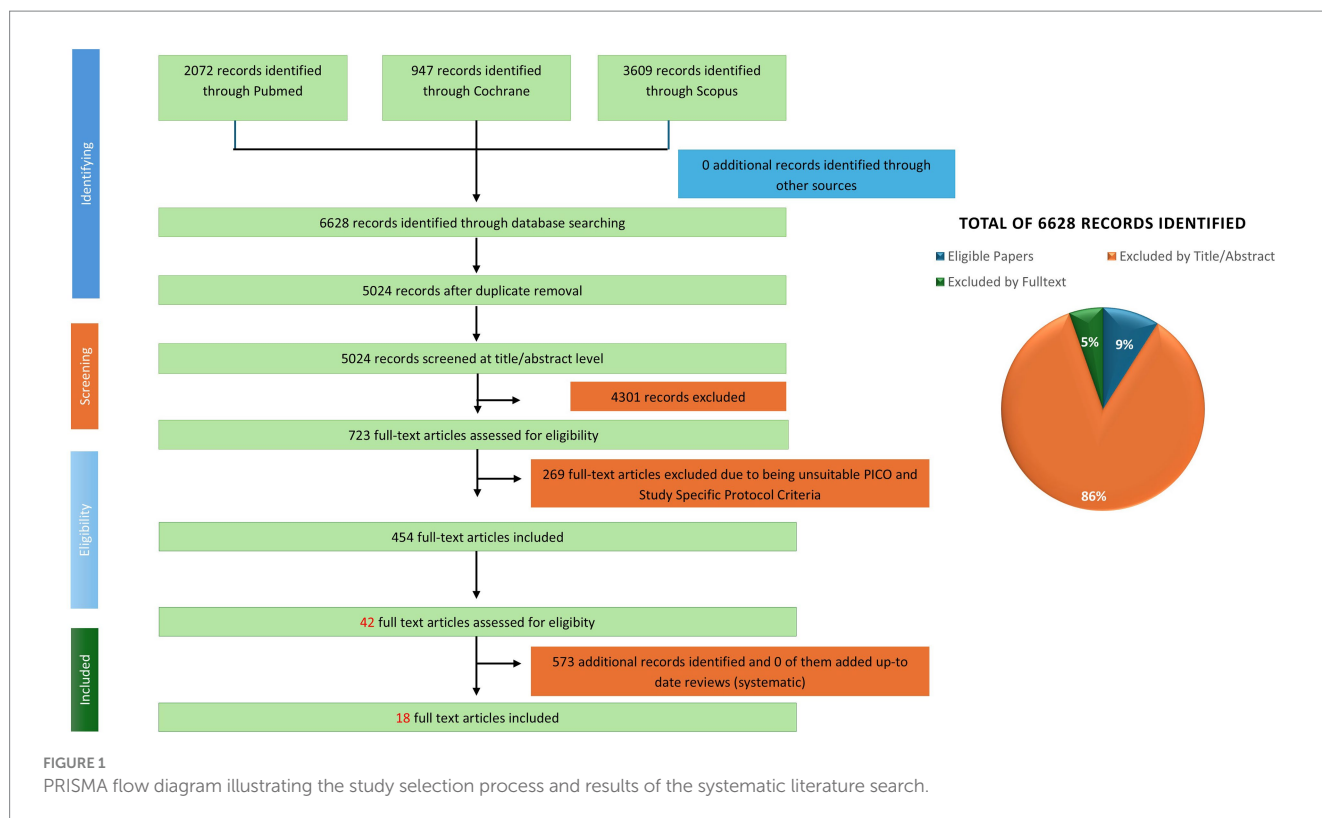 2072 records identified
through Pubmed
947 records identified
through Cochrane
3609 records identified
through Scopus
Identifying
0 additional records identified through
other sources
6628 records identified through database searching
5024 records after duplicate removal
Screening
5024 records screened at title/abstract level
4301 records excluded
723 full-text articles assessed for eligibility
Eligibility
269 full-text articles excluded due to being unsuitable PICO and
Study Specific Protocol Criteria
454 full-text articles included
42 full text articles assessed for eligibity
Included
573 additional records identified and 0 of them added up-to
date reviews (systematic)
18 full text articles included
TOTAL OF 6628 RECORDS IDENTIFIED
Eligible Papers
Excluded by Title/Abstract
Excluded by Fulltext
5%
9%
86%
FIGURE 1
PRISMA flow diagram illustrating the study selection process and results of the systematic literature search.